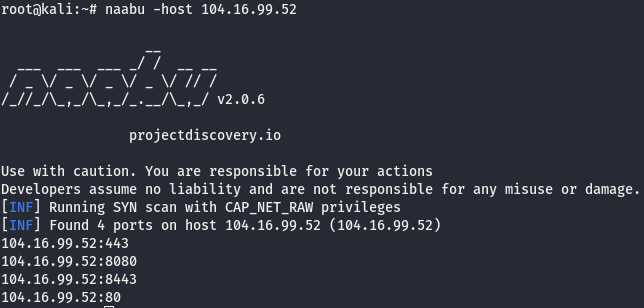 root@kali:~# naabu -host 104.16.99.52
                  __
  ___  ___  ___ _/ /  __ __
 / _ \/ _ \/ _ \/ _ \/ // /
/_//_/\_,_/\_,_/_.__/\_,_/ v2.0.6
projectdiscovery.io
Use with caution. You are responsible for your actions
Developers assume no liability and are not responsible for any misuse or damage.
[INF] Running SYN scan with CAP_NET_RAW privileges
[INF] Found 4 ports on host 104.16.99.52 (104.16.99.52)
104.16.99.52:443
104.16.99.52:8080
104.16.99.52:8443
104.16.99.52:80